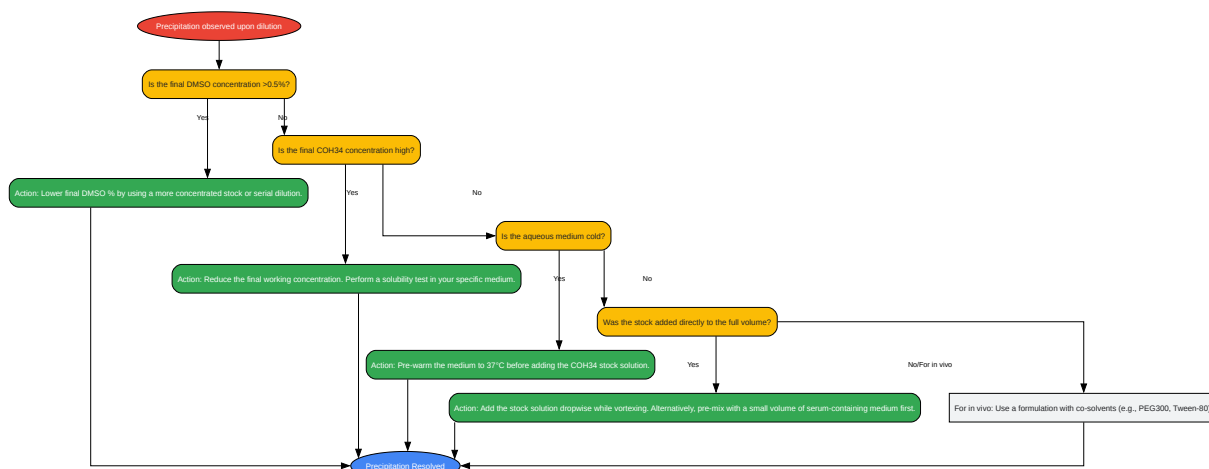 Precipitation observed upon dilution
Is the final DMSO concentration >0.5%?
Yes
No
Is the final COH34 concentration high?
Action: Lower final DMSO % by using a more concentrated stock or serial dilution.
Yes
No
Is the aqueous medium cold?
Action: Reduce the final working concentration. Perform a solubility test in your specific medium.
Yes
No
Was the stock added directly to the full volume?
Action: Pre-warm the medium to 37°C before adding the COH34 stock solution.
Yes
No/For in vivo
Action: Add the stock solution dropwise while vortexing. Alternatively, pre-mix with a small volume of serum-containing medium first.
For in vivo: Use a formulation with co-solvents (e.g., PEG300, Tween-80)
Precipitation Resolved